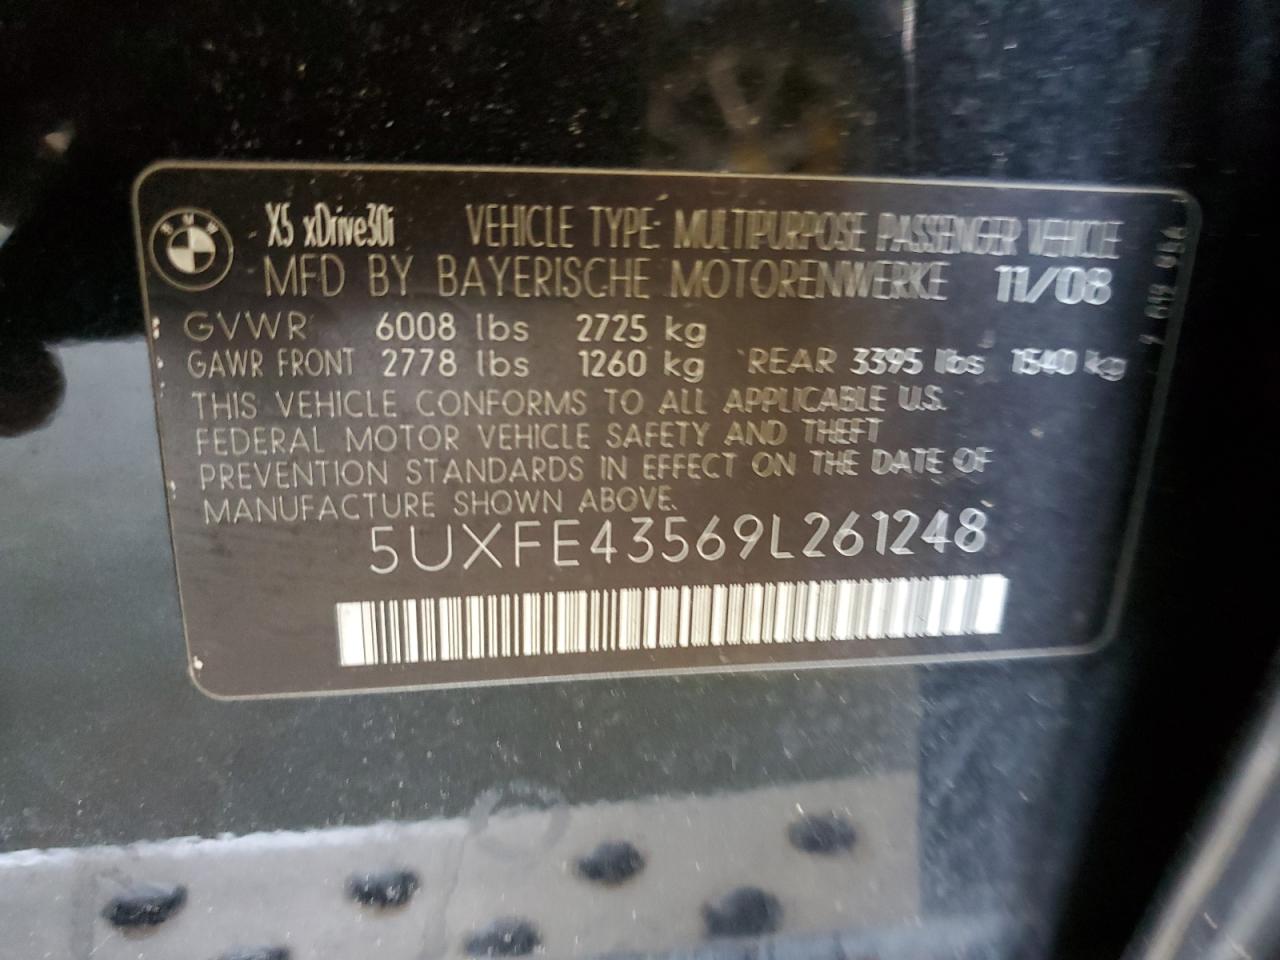 BMW
X5 xDrive30i VEHICLE TYPE: MULTIPURPOSE PASSENGER VEHICLE
MFD BY BAYERISCHE MOTORENWERKE 11/08
GVWR 6008 lbs 2725 kg
GAWR FRONT 2778 lbs 1260 kg REAR 3395 lbs 1540 kg
THIS VEHICLE CONFORMS TO ALL APPLICABLE U.S.
FEDERAL MOTOR VEHICLE SAFETY AND THEFT
PREVENTION STANDARDS IN EFFECT ON THE DATE OF
MANUFACTURE SHOWN ABOVE.
5UXFE43569L261248